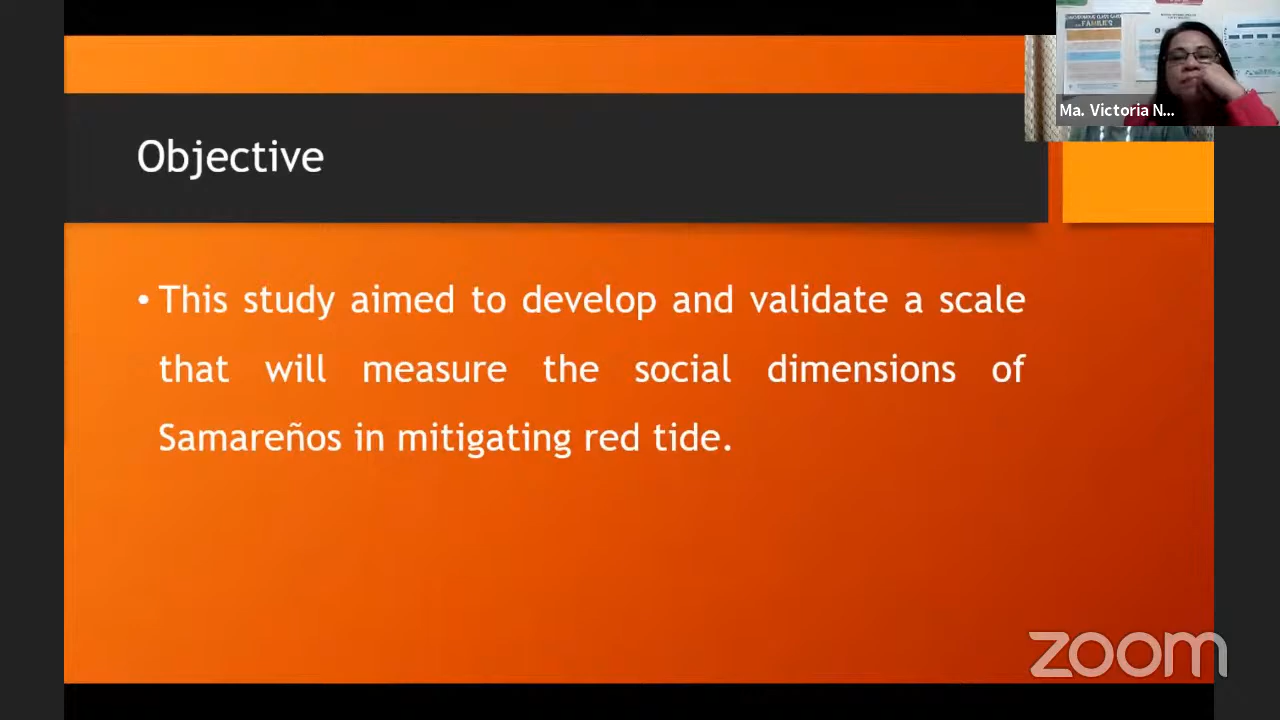 Ma. Victoria N...
Objective
• This study aimed to develop and validate a scale
that will measure the social dimensions of
Samareños in mitigating red tide.
zoom